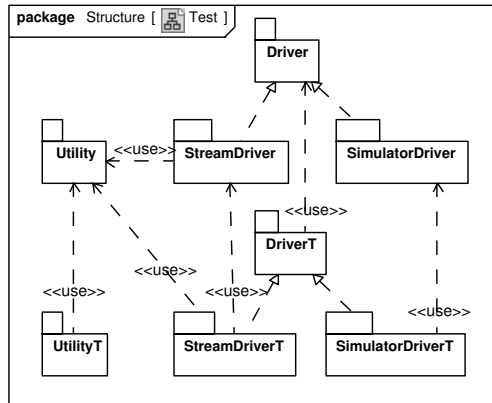 package Structure [ Test ]
Driver
Utility
<<use>>
StreamDriver
SimulatorDriver
<<use>>
DriverT
<<use>>
<<use>>
<<use>>
<<use>>
UtilityT
StreamDriverT
SimulatorDriverT